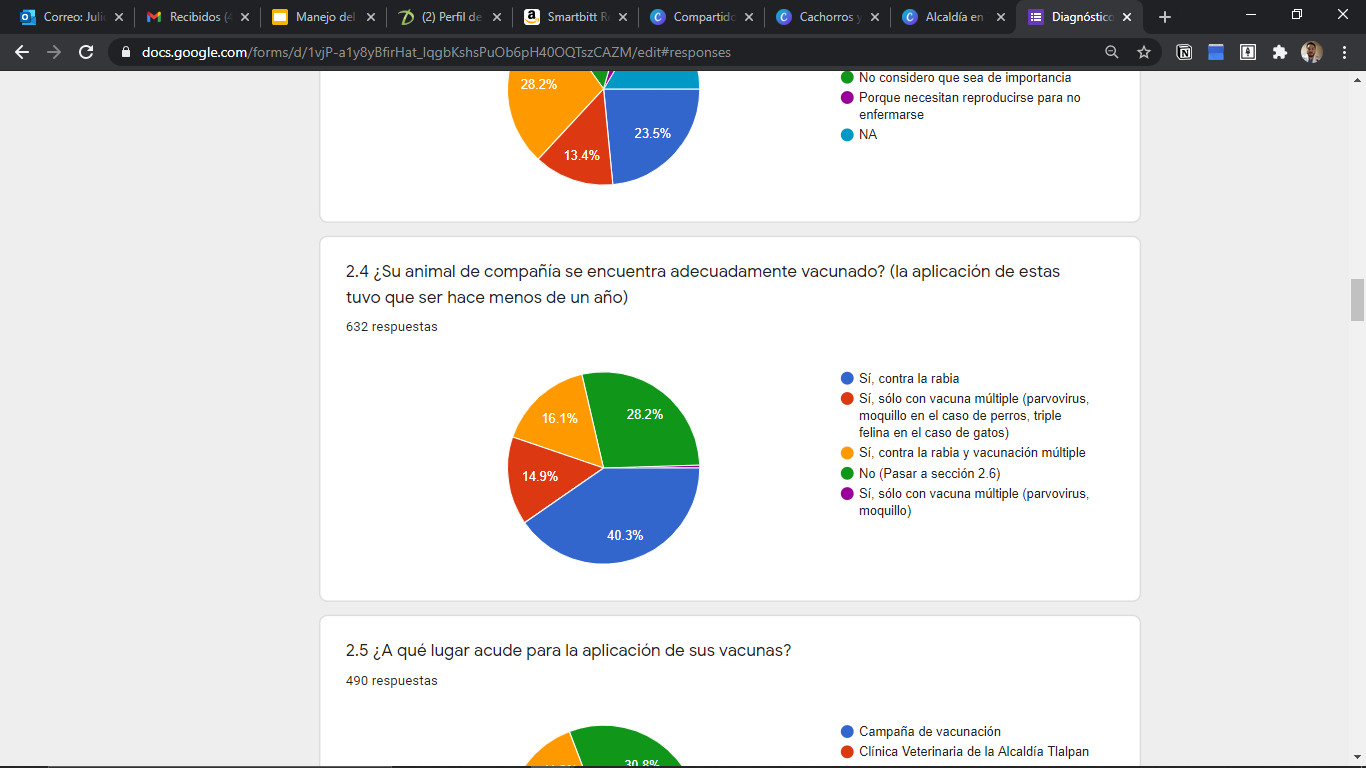 Correo: Juli
Recibidos (4
Manejo del
(2) Perfil de
Smartbitt R
Compartido
Cachorros y
Alcaldía en
Diagnóstico
docs.google.com/forms/d/1vjP-a1y8yBfirHat_IqgbKshsPuOb6pH40OQTszCAZM/edit#responses
28.2%
23.5%
13.4%
No considero que sea de importancia
Porque necesitan reproducirse para no
enfermarse
NA
2.4 ¿Su animal de compañía se encuentra adecuadamente vacunado? (la aplicación de estas
tuvo que ser hace menos de un año)
632 respuestas
28.2%
16.1%
14.9%
40.3%
Sí, contra la rabia
Sí, sólo con vacuna múltiple (parvovirus,
moquillo en el caso de perros, triple
felina en el caso de gatos)
Sí, contra la rabia y vacunación múltiple
No (Pasar a sección 2.6)
Sí, sólo con vacuna múltiple (parvovirus,
moquillo)
2.5 ¿A qué lugar acude para la aplicación de sus vacunas?
490 respuestas
30.8%
Campaña de vacunación
Clínica Veterinaria de la Alcaldía Tlalpan